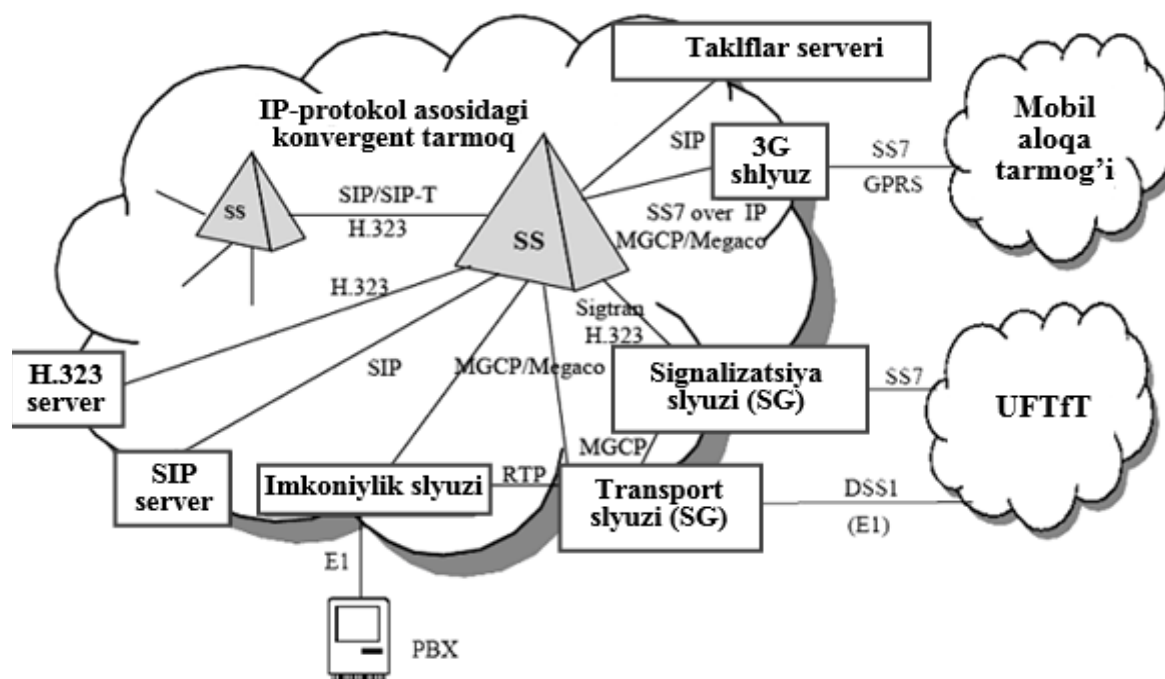 Taklflar serveri
IP-protokol asosidagi
konvergent tarmoq
Mobil
aloqa
tarmog'i
SIP
3G
shlyuz
SS7
GPRS
SS
SIP/SIP-T
H.323
SS
SS7 over IP
MGCP/Megaco
H.323
Sigtran
H.323
H.323
server
SIP
MGCP/Megaco
Signalizatsiya
slyuzi (SG)
SS7
UFTfT
SIP
server
Imkoniylik slyuzi
RTP
MGCP
Transport
slyuzi (SG)
DSS1
(E1)
E1
PBX